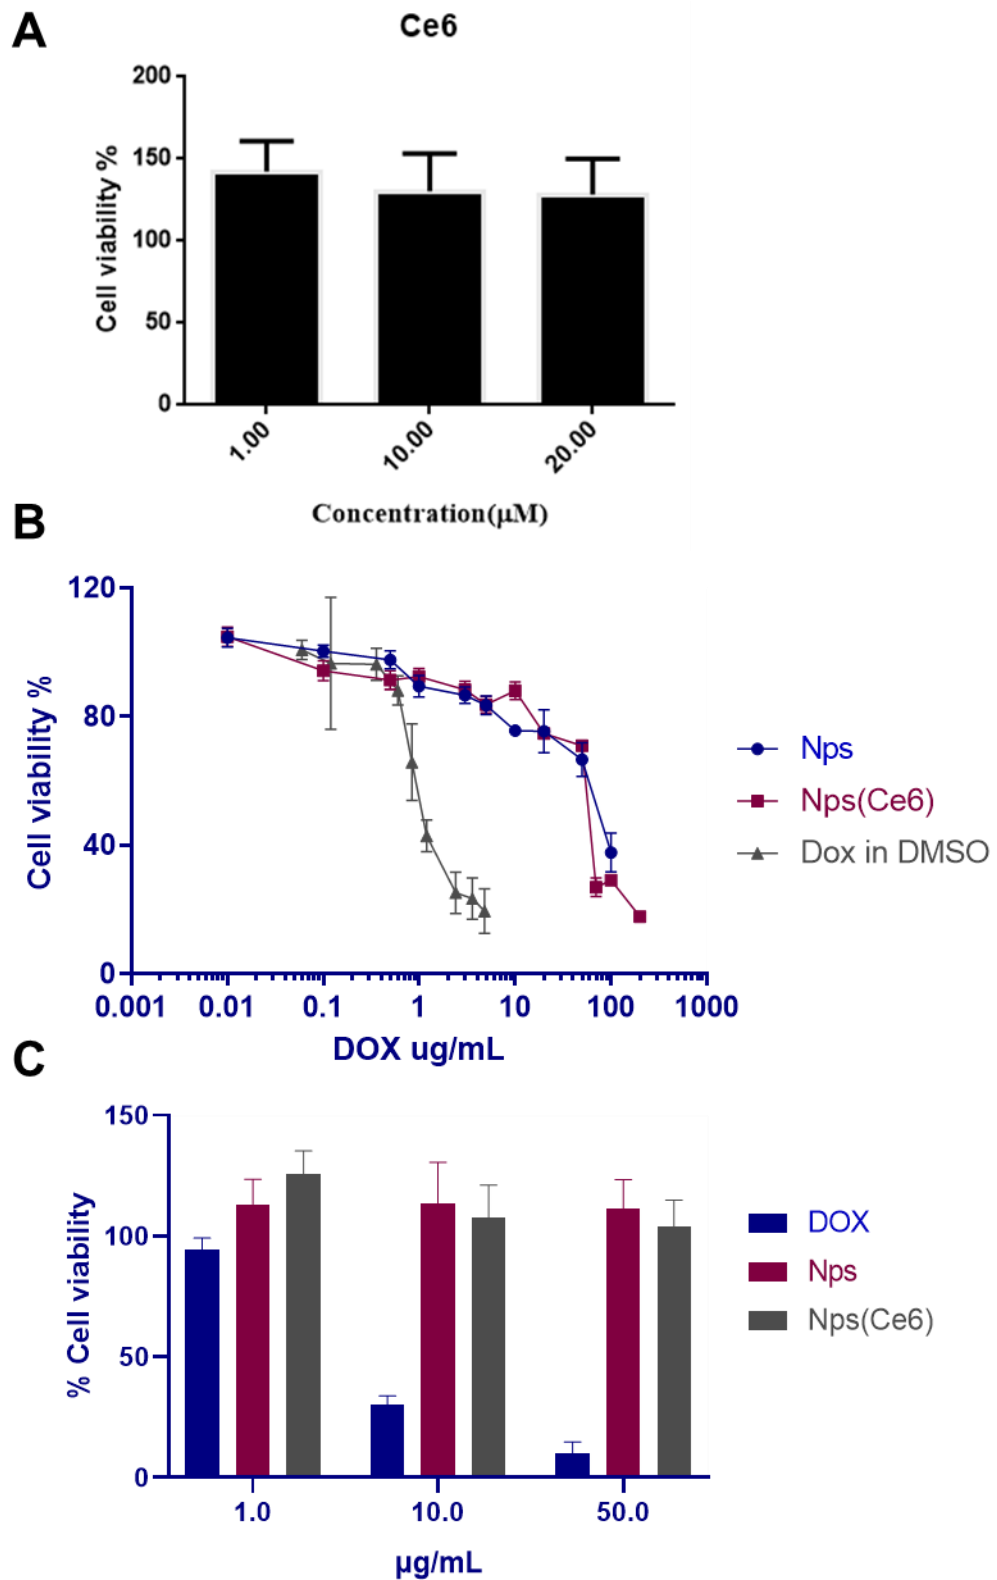 A
Ce6
200
150
100
50
0
Cell viability %
1.00
10.00
20.00
Concentration(µM)
B
120
80
40
0
Cell viability %
0.001
0.01
0.1
1
10
100
1000
DOX ug/mL
Nps
Nps(Ce6)
Dox in DMSO
C
150
100
50
0
% Cell viability
1.0
10.0
50.0
µg/mL
DOX
Nps
Nps(Ce6)